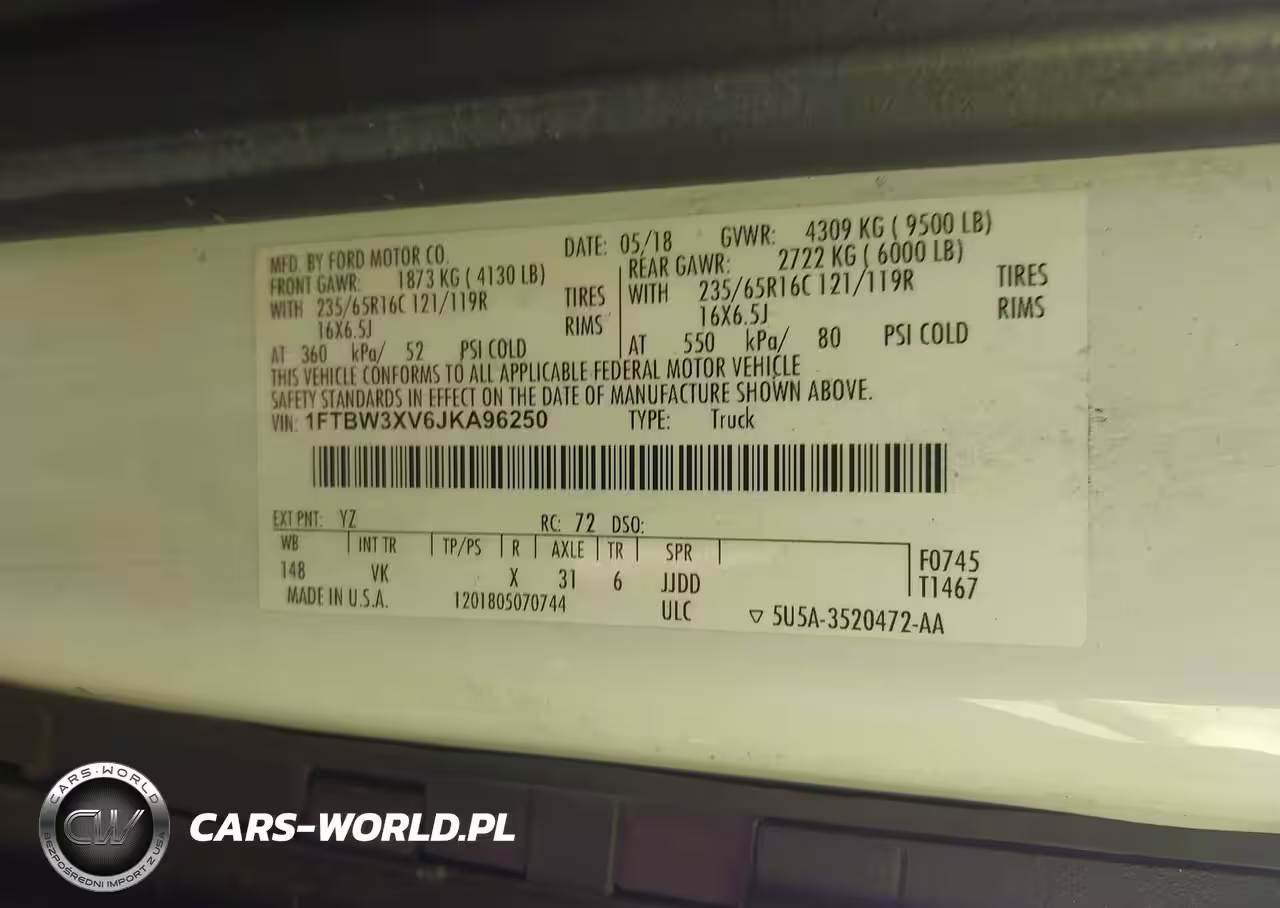 MFD. BY FORD MOTOR CO. DATE: 05/18 GVWR: 4309 KG ( 9500 LB)
FRONT GAWR: 1873 KG ( 4130 LB) REAR GAWR: 2722 KG ( 6000 LB)
WITH 235/65R16C 121/119R TIRES WITH 235/65R16C 121/119R TIRES
16X6.5J RIMS 16X6.5J RIMS
AT 360 kPa/ 52 PSI COLD AT 550 kPa/ 80 PSI COLD
THIS VEHICLE CONFORMS TO ALL APPLICABLE FEDERAL MOTOR VEHICLE
SAFETY STANDARDS IN EFFECT ON THE DATE OF MANUFACTURE SHOWN ABOVE.
VIN: 1FTBW3XV6JKA96250 TYPE: Truck
EXT PNT: YZ RC: 72 DSO:
WB INT TR TP/PS R AXLE TR SPR F0745
148 VK X 31 6 JJDD T1467
MADE IN U.S.A. 1201805070744 ULC ▽ 5U5A-3520472-AA
CARS-WORLD
CW
BEZPOŚREDNI IMPORT Z USA
CARS-WORLD.PL